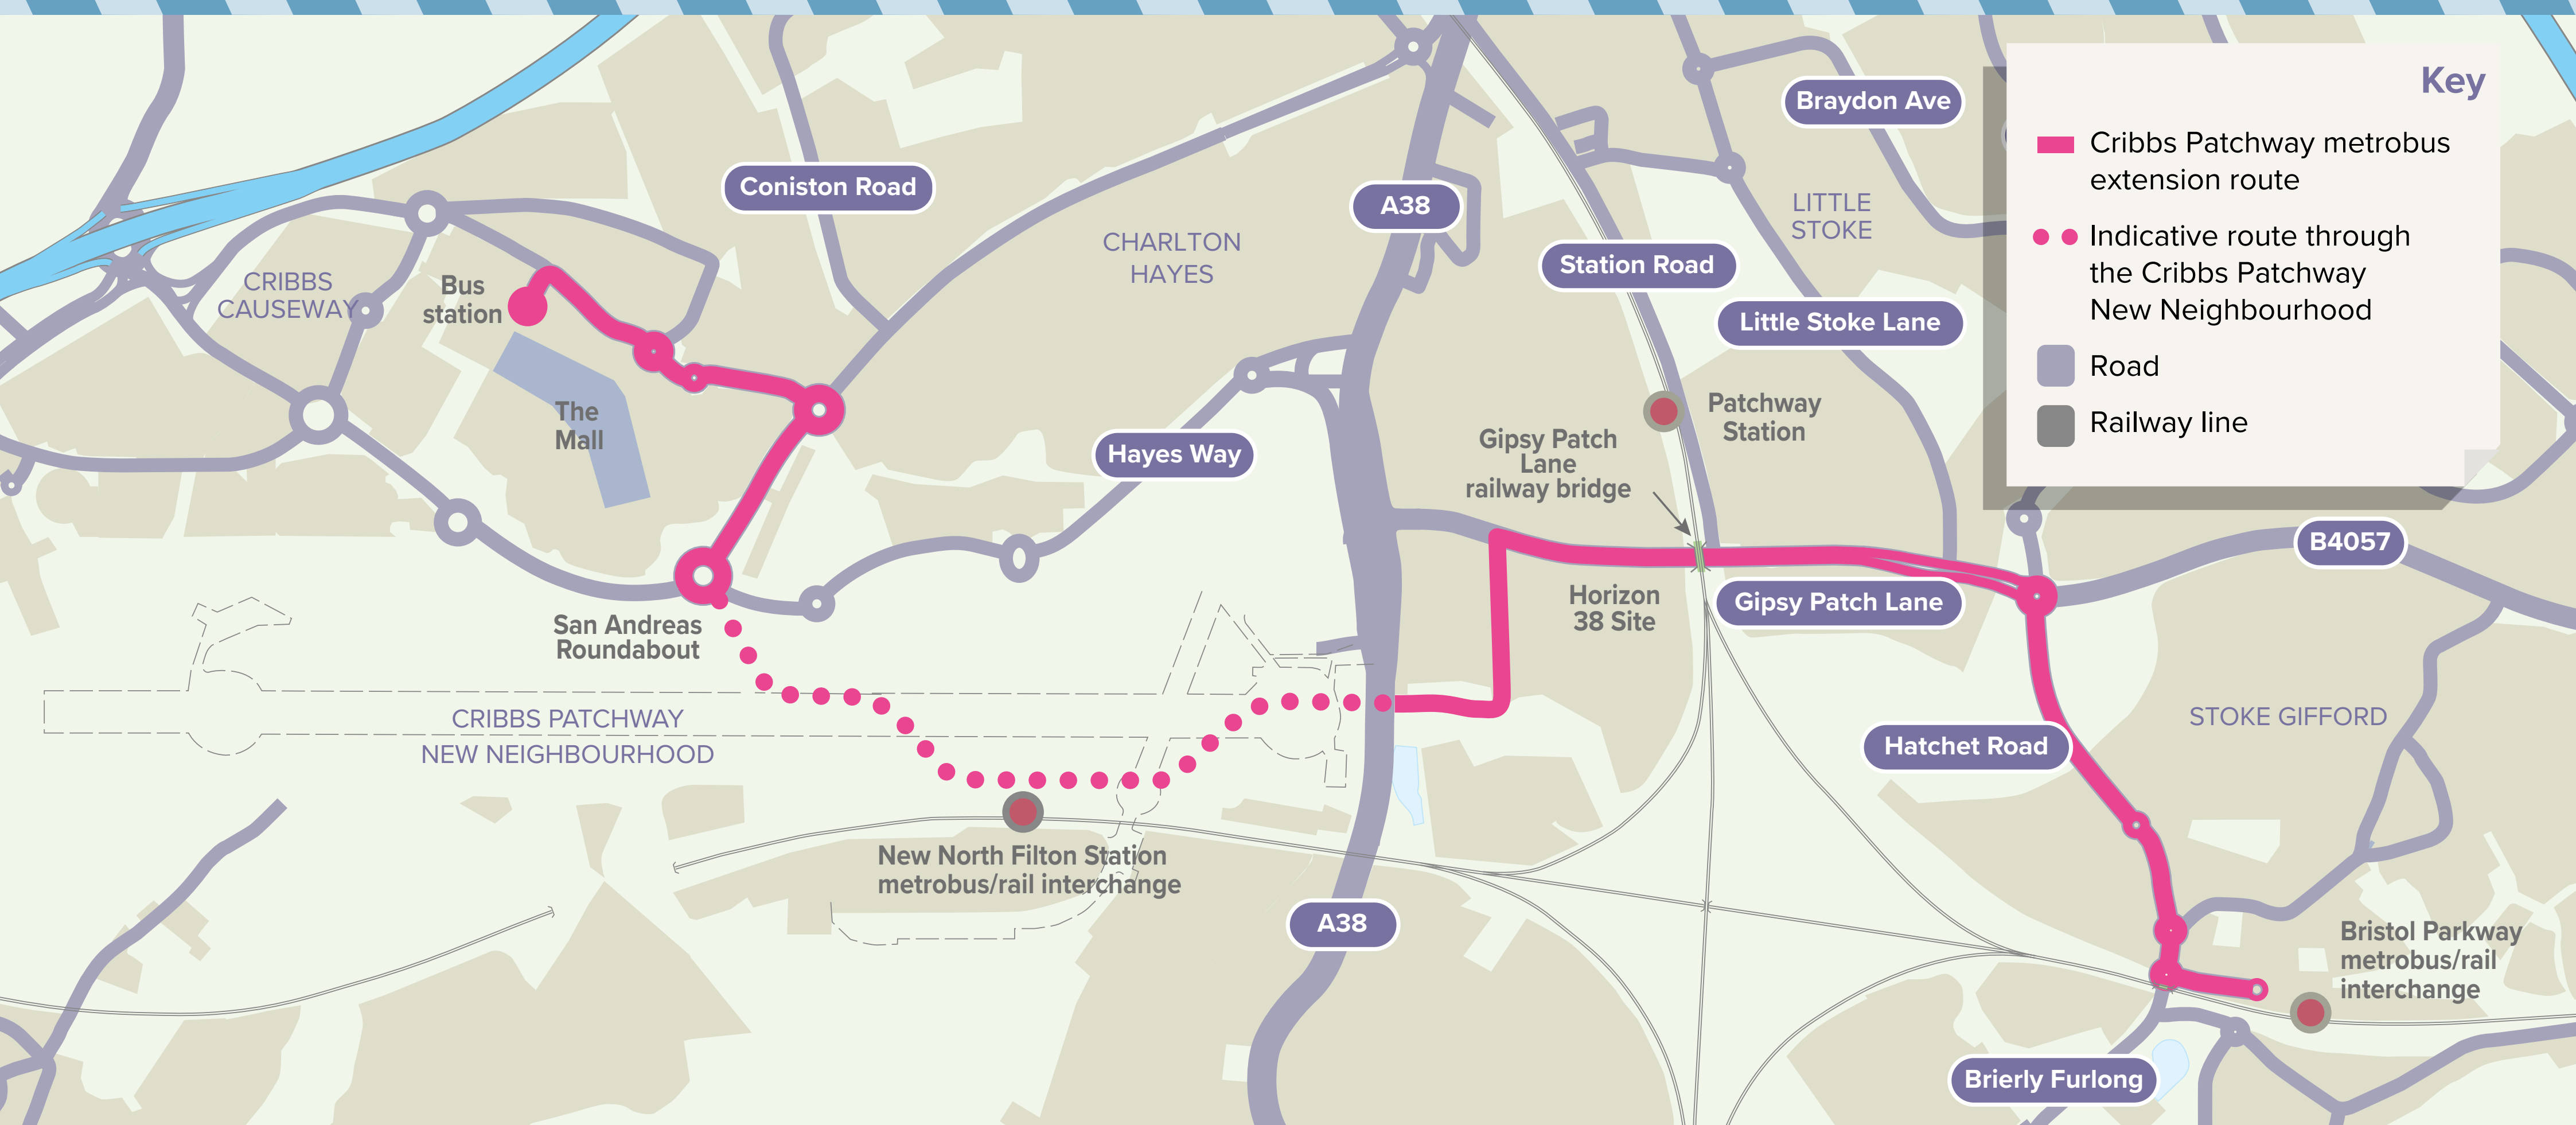 Key
Cribbs Patchway metrobus
extension route
Indicative route through
the Cribbs Patchway
New Neighbourhood
Road
Railway line
Braydon Ave
Coniston Road
A38
LITTLE
STOKE
CHARLTON
HAYES
Station Road
CRIBBS
CAUSEWAY
Bus
station
Little Stoke Lane
The
Mall
Patchway
Station
Gipsy Patch
Lane
railway bridge
Hayes Way
B4057
Horizon
38 Site
Gipsy Patch Lane
San Andreas
Roundabout
CRIBBS PATCHWAY
NEW NEIGHBOURHOOD
STOKE GIFFORD
Hatchet Road
New North Filton Station
metrobus/rail interchange
A38
Bristol Parkway
metrobus/rail
interchange
Brierly Furlong